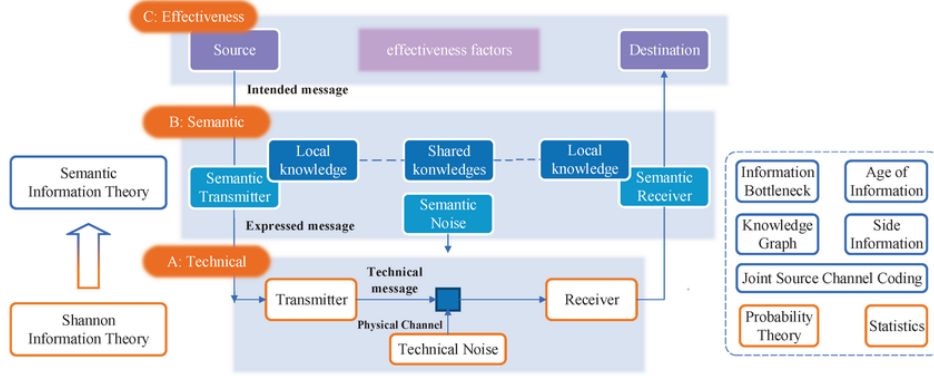 C: Effectiveness
Source
effectiveness factors
Destination
Intended message
B: Semantic
Local
knowledge
Shared
konwledges
Local
knowledge
Semantic
Transmitter
Semantic
Receiver
Semantic
Noise
Expressed message
Semantic
Information Theory
Shannon
Information Theory
A: Technical
Transmitter
Technical
message
Receiver
Physical Channel
Technical Noise
Information
Bottleneck
Age of
Information
Knowledge
Graph
Side
Information
Joint Source Channel Coding
Probability
Theory
Statistics